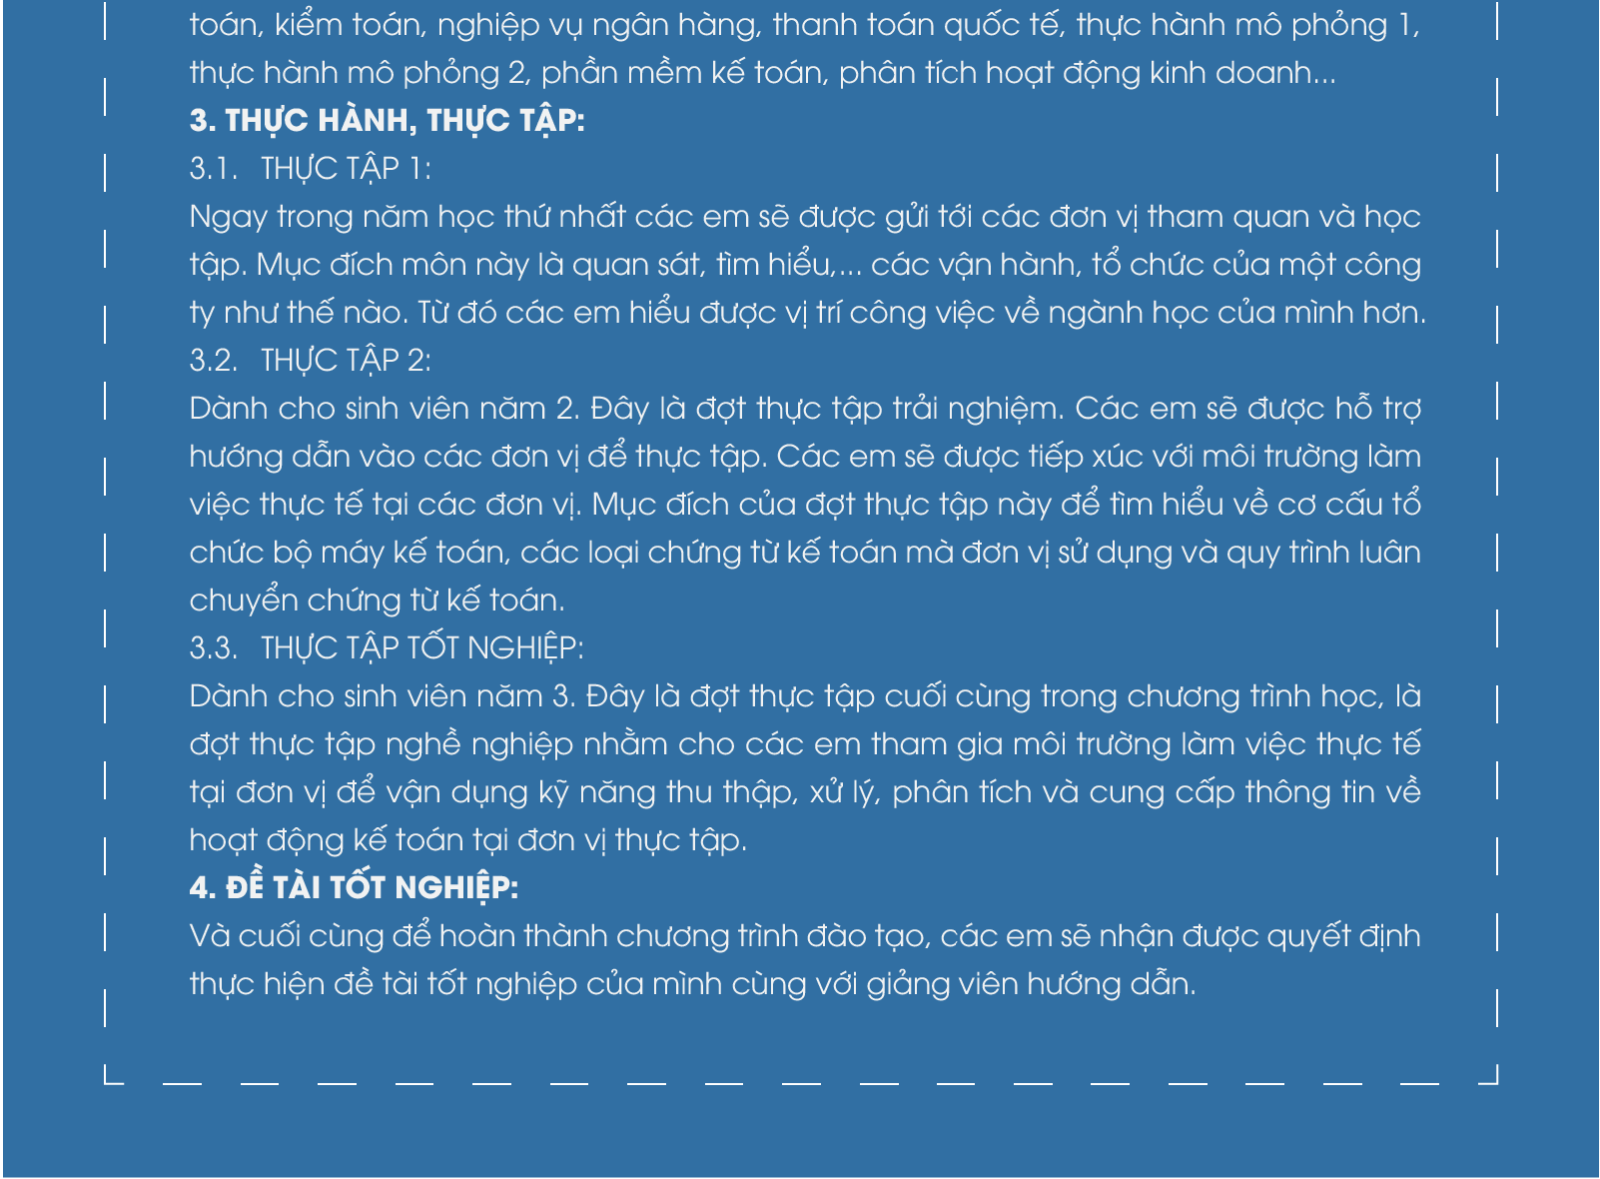 toán, kiểm toán, nghiệp vụ ngân hàng, thanh toán quốc tế, thực hành mô phỏng 1,
thực hành mô phỏng 2, phần mềm kế toán, phân tích hoạt động kinh doanh...
3. THỰC HÀNH, THỰC TẬP:
3.1. THỰC TẬP 1:
Ngay trong năm học thứ nhất các em sẽ được gửi tới các đơn vị tham quan và học
tập. Mục đích môn này là quan sát, tìm hiểu,... các vận hành, tổ chức của một công
ty như thế nào. Từ đó các em hiểu được vị trí công việc về ngành học của mình hơn.
3.2. THỰC TẬP 2:
Dành cho sinh viên năm 2. Đây là đợt thực tập trải nghiệm. Các em sẽ được hỗ trợ
hướng dẫn vào các đơn vị để thực tập. Các em sẽ được tiếp xúc với môi trường làm
việc thực tế tại các đơn vị. Mục đích của đợt thực tập này để tìm hiểu về cơ cấu tổ
chức bộ máy kế toán, các loại chứng từ kế toán mà đơn vị sử dụng và quy trình luân
chuyển chứng từ kế toán.
3.3. THỰC TẬP TỐT NGHIỆP:
Dành cho sinh viên năm 3. Đây là đợt thực tập cuối cùng trong chương trình học, là
đợt thực tập nghề nghiệp nhằm cho các em tham gia môi trường làm việc thực tế
tại đơn vị để vận dụng kỹ năng thu thập, xử lý, phân tích và cung cấp thông tin về
hoạt động kế toán tại đơn vị thực tập.
4. ĐỀ TÀI TỐT NGHIỆP:
Và cuối cùng để hoàn thành chương trình đào tạo, các em sẽ nhận được quyết định
thực hiện đề tài tốt nghiệp của mình cùng với giảng viên hướng dẫn.